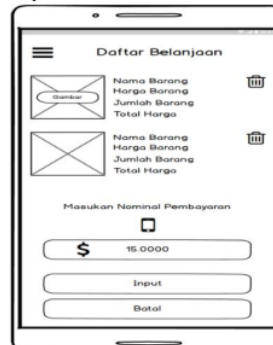 Daftar Belanjaan
Nama Barang
Harga Barang
Gambar
Jumlah Barang
Total Harga
Nama Barang
Harga Barang
Jumlah Barang
Total Harga
Masukan Nominal Pembayaran
$ 15.0000
Input
Batal